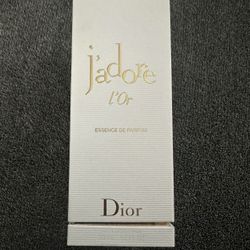 j'adore
l'Or
ESSENCE DE PARFUM
Dior